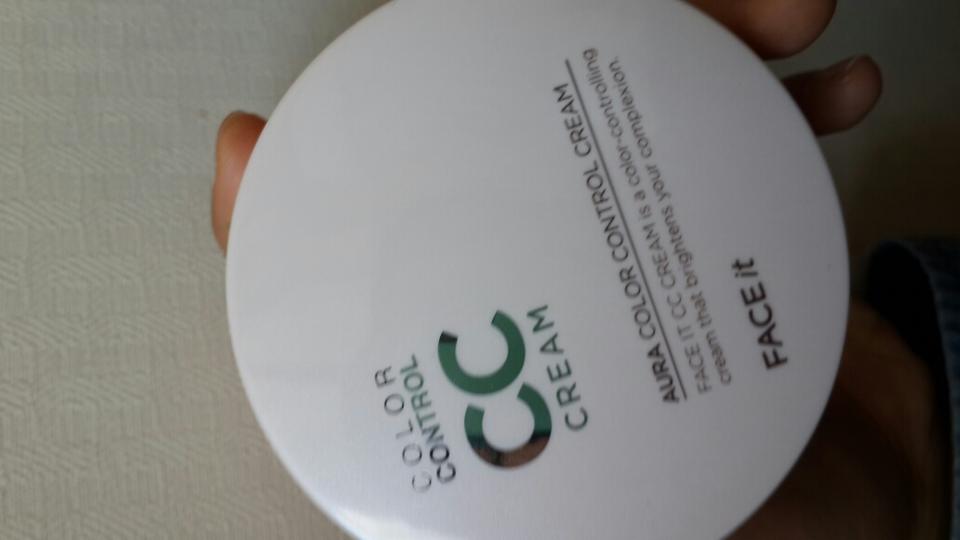 COLOR
CONTROL
CC
CREAM
AURA COLOR CONTROL CREAM
FACE IT CC CREAM is a color-controlling
cream that brightens your complexion.
FACE it